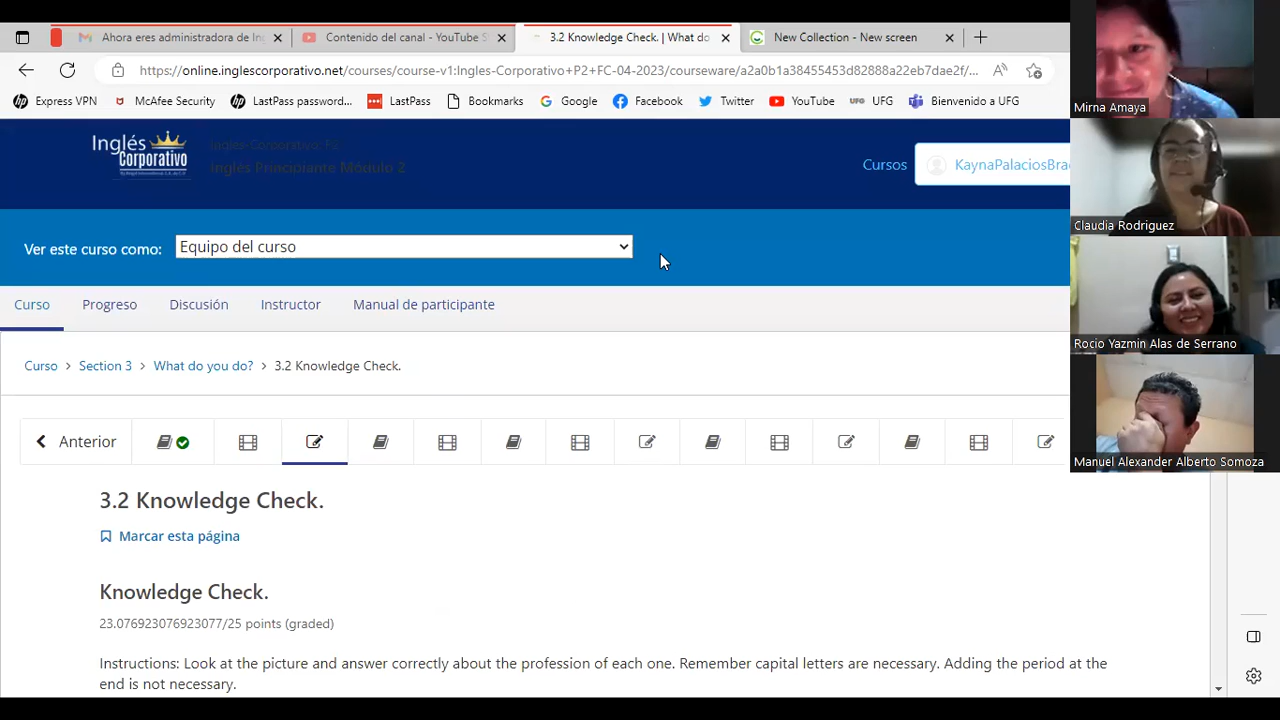 Ahora eres administradora de In
Contenido del canal - YouTube S
3.2 Knowledge Check. | What do
New Collection - New screen
https://online.inglescorporativo.net/courses/course-v1:Ingles-Corporativo+P2+FC-04-2023/courseware/a2a0b1a38455453d82888a22eb7dae2f/...
Express VPN
McAfee Security
LastPass password...
LastPass
Bookmarks
Google
Facebook
Twitter
YouTube
UFG
Bienvenido a UFG
Mirna Amaya
Inglés
Corporativo
Ingles-Corporativo: P2
Inglés Principiante Módulo 2
Cursos
KaynaPalaciosBra
Claudia Rodriguez
Ver este curso como:
Equipo del curso
Curso
Progreso
Discusión
Instructor
Manual de participante
Rocio Yazmin Alas de Serrano
Curso > Section 3 > What do you do? > 3.2 Knowledge Check.
Anterior
Manuel Alexander Alberto Somoza
3.2 Knowledge Check.
Marcar esta página
Knowledge Check.
23.076923076923077/25 points (graded)
Instructions: Look at the picture and answer correctly about the profession of each one. Remember capital letters are necessary. Adding the period at the
end is not necessary.